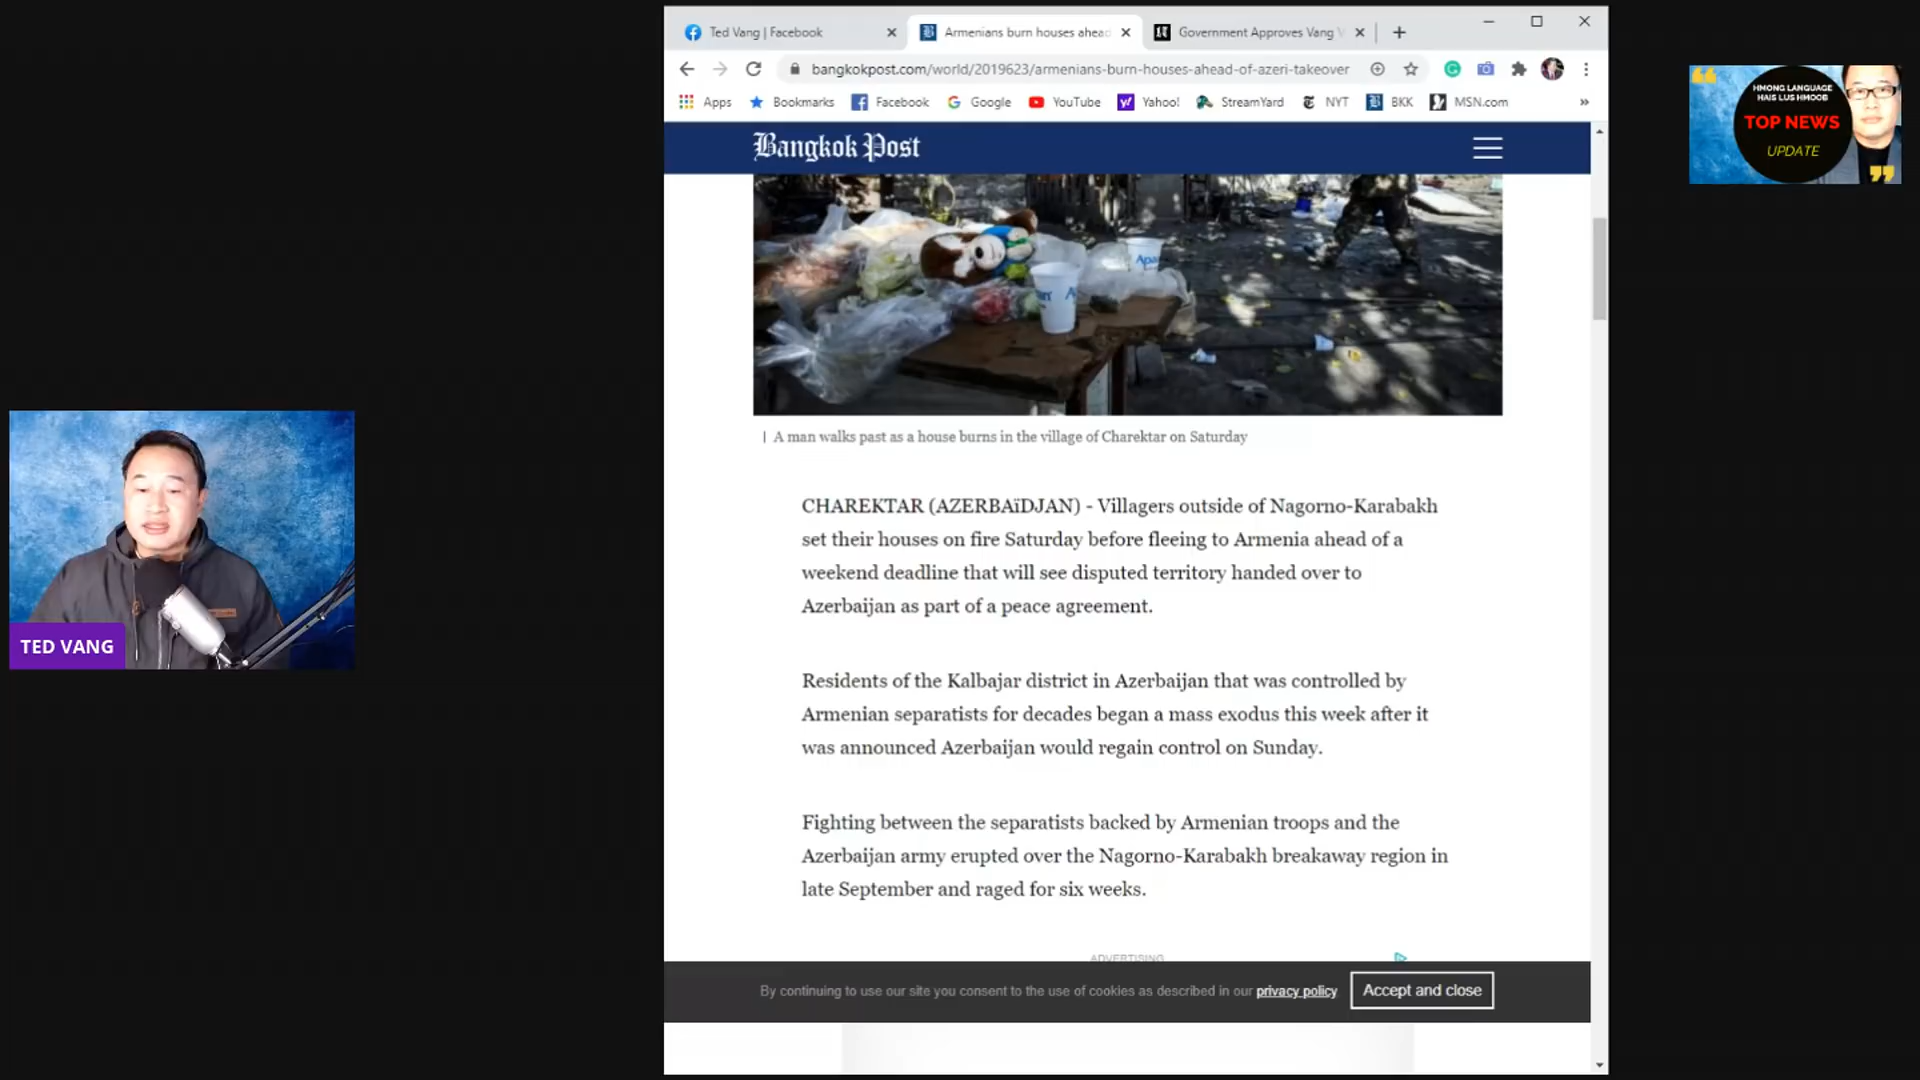 Ted Vang | Facebook
Armenians burn houses ahead
Government Approves Vang V
bangkokpost.com/world/2019623/armenians-burn-houses-ahead-of-azeri-takeover
Apps
Bookmarks
Facebook
Google
YouTube
Yahoo!
StreamYard
NYT
BKK
MSN.com
»
Bangkok Post
| A man walks past as a house burns in the village of Charektar on Saturday
CHAREKTAR (AZERBAïDJAN) - Villagers outside of Nagorno-Karabakh
set their houses on fire Saturday before fleeing to Armenia ahead of a
weekend deadline that will see disputed territory handed over to
Azerbaijan as part of a peace agreement.
Residents of the Kalbajar district in Azerbaijan that was controlled by
Armenian separatists for decades began a mass exodus this week after it
was announced Azerbaijan would regain control on Sunday.
Fighting between the separatists backed by Armenian troops and the
Azerbaijan army erupted over the Nagorno-Karabakh breakaway region in
late September and raged for six weeks.
ADVERTISING
By continuing to use our site you consent to the use of cookies as described in our privacy policy
Accept and close
TED VANG
HMONG LANGUAGE
HAIS LUS HMOOB
TOP NEWS
UPDATE